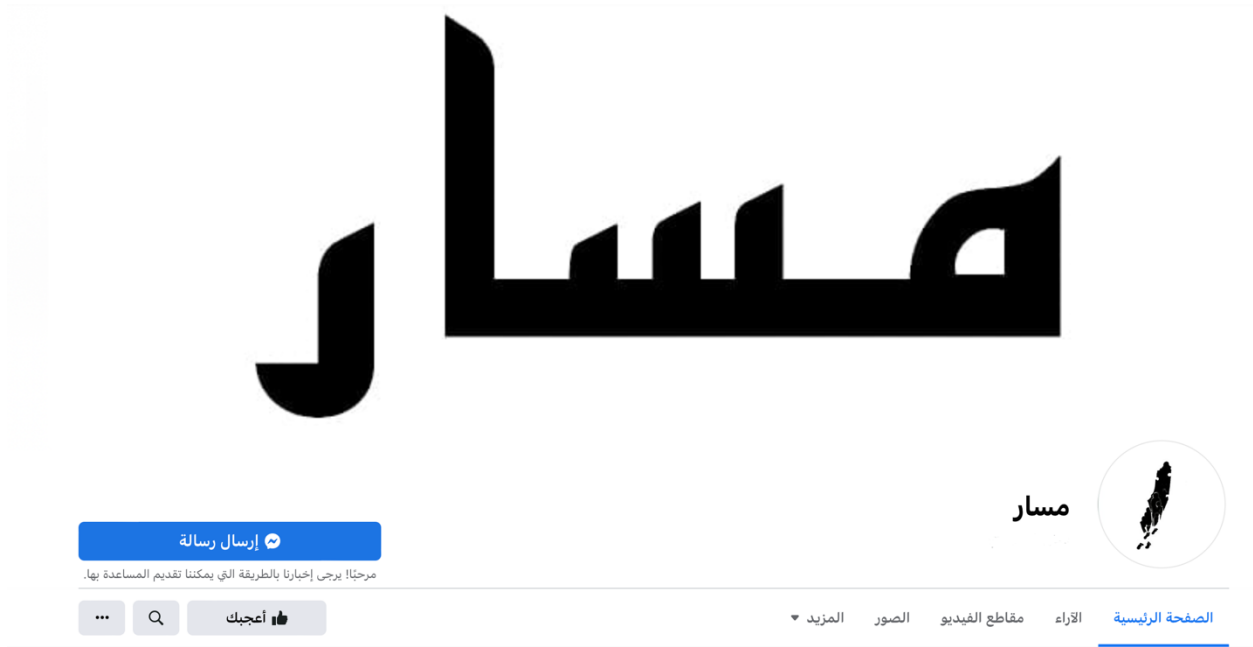 مسار
مسار
إرسال رسالة
مرحبًا! يرجى إخبارنا بالطريقة التي يمكننا تقديم المساعدة بها.
الصفحة الرئيسية
الآراء
مقاطع الفيديو
الصور
المزيد
أعجبك